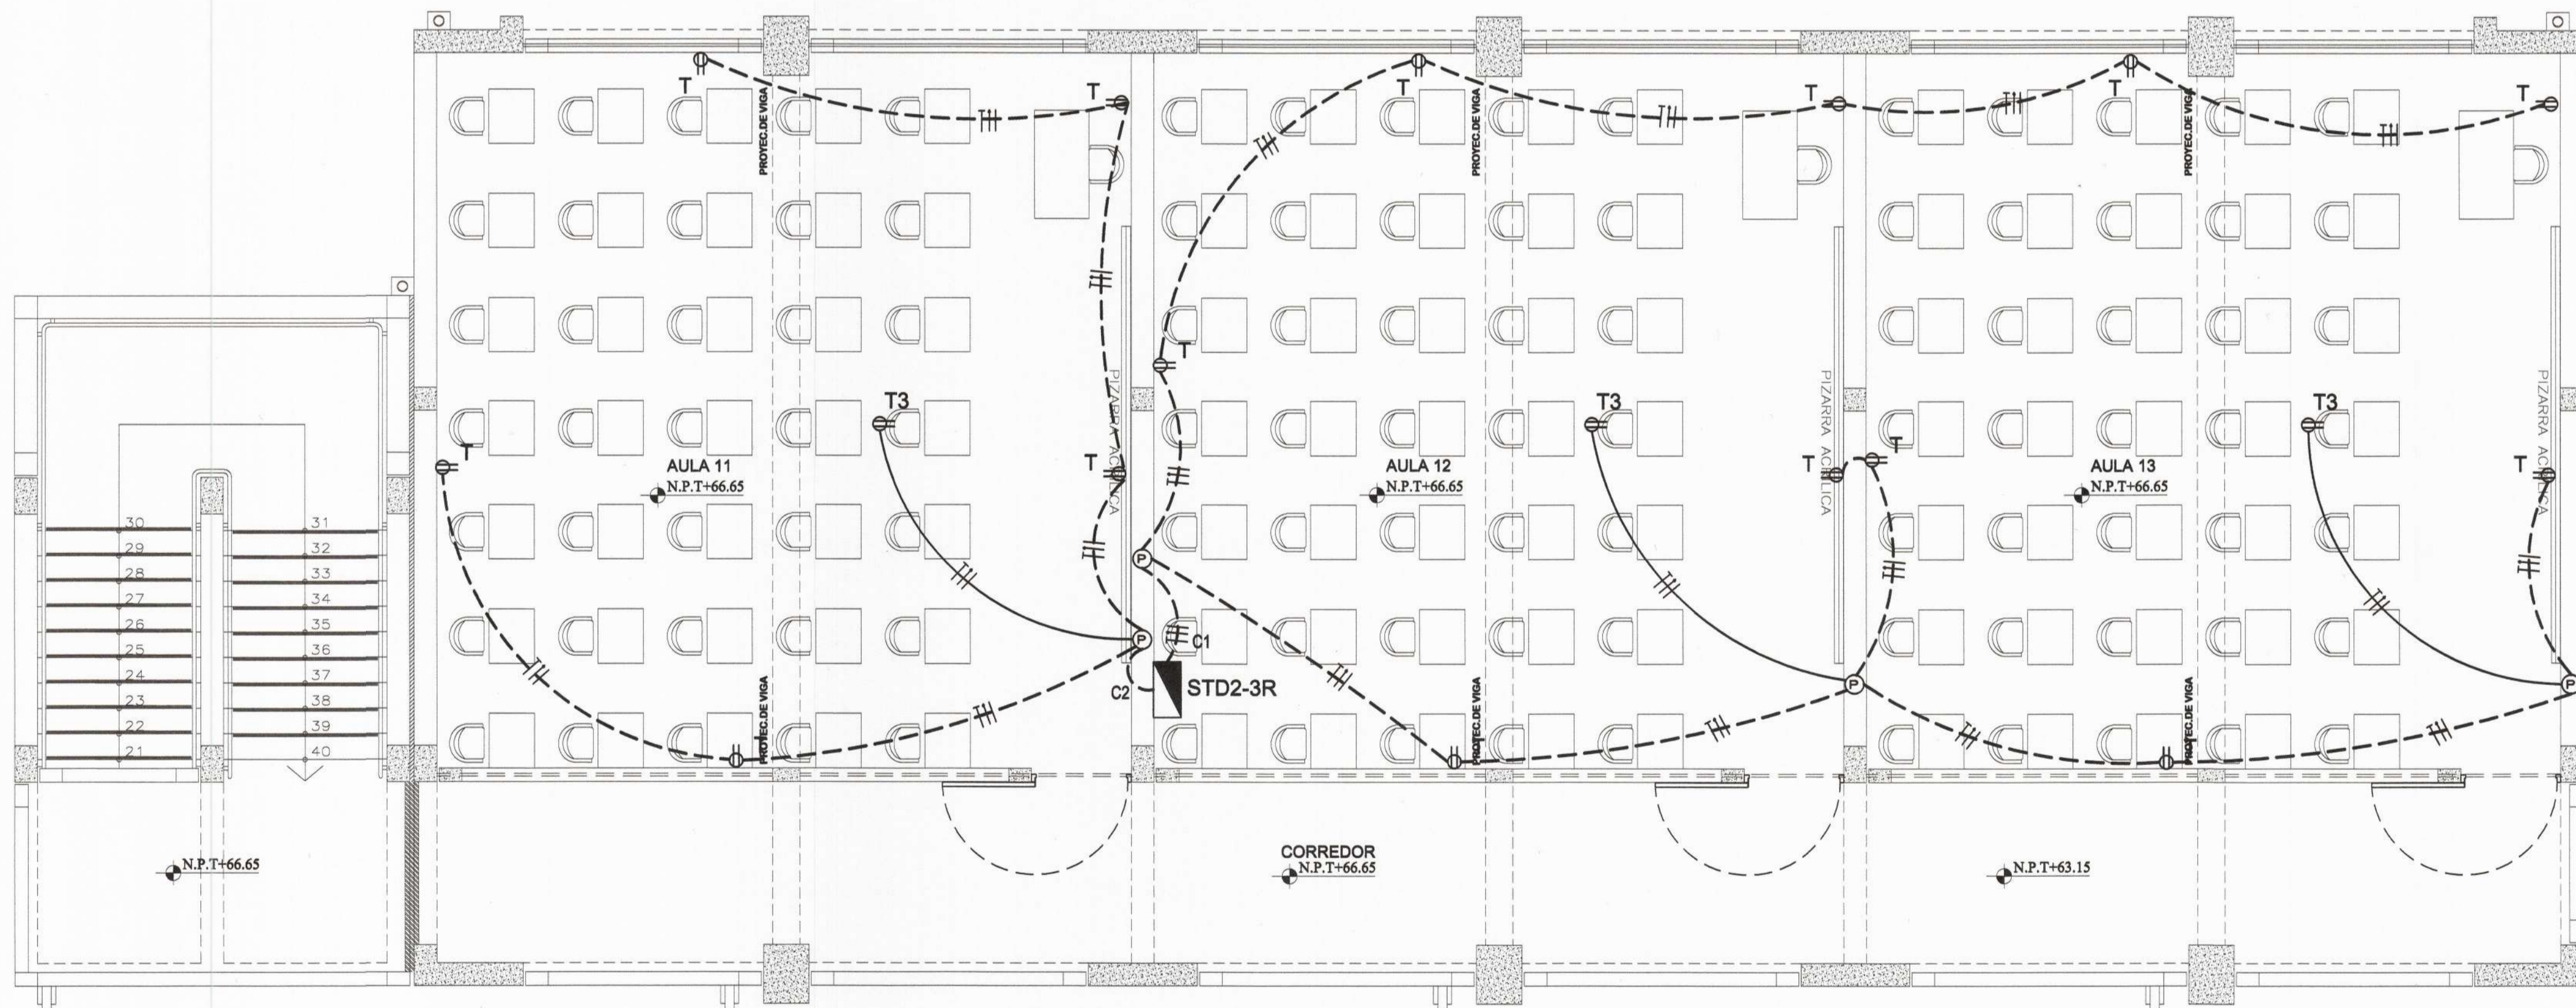 T
T
T
T
T
T
PROYEC.DE VIGA
PROYEC.DE VIGA
PROYEC.DE VIGA
T
PIZARRA ACRILICA
PIZARRA ACRILICA
PIZARRA ACRILICA
T3
T3
T3
T
T
T
T
T
AULA 11
N.P.T+66.65
AULA 12
N.P.T+66.65
AULA 13
N.P.T+66.65
30
31
29
32
28
33
27
34
26
35
25
36
24
37
23
38
22
39
21
40
P
P
C1
C2
STD2-3R
P
P
PROYEC.DE VIGA
PROYEC.DE VIGA
PROYEC.DE VIGA
CORREDOR
N.P.T+66.65
N.P.T+66.65
N.P.T+63.15